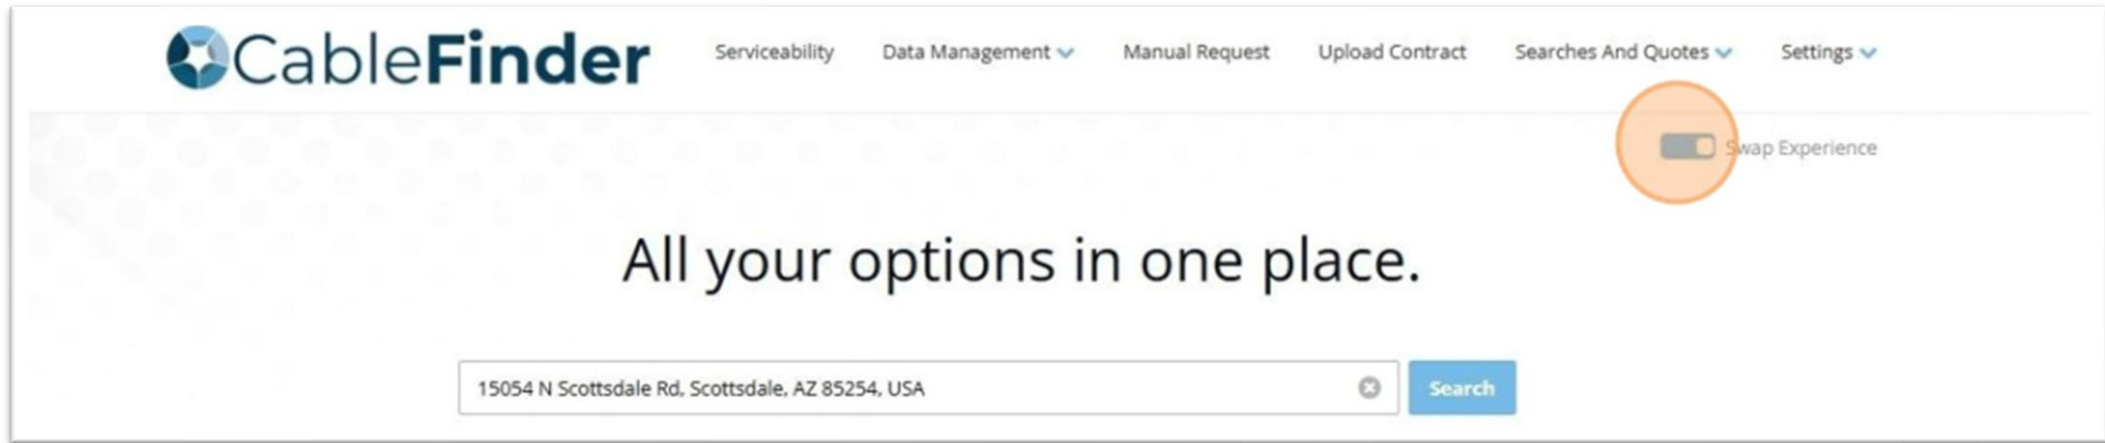 CableFinder
Serviceability Data Management Manual Request Upload Contract Searches And Quotes Settings
Swap Experience
All your options in one place.
15054 N Scottsdale Rd, Scottsdale, AZ 85254, USA
Search